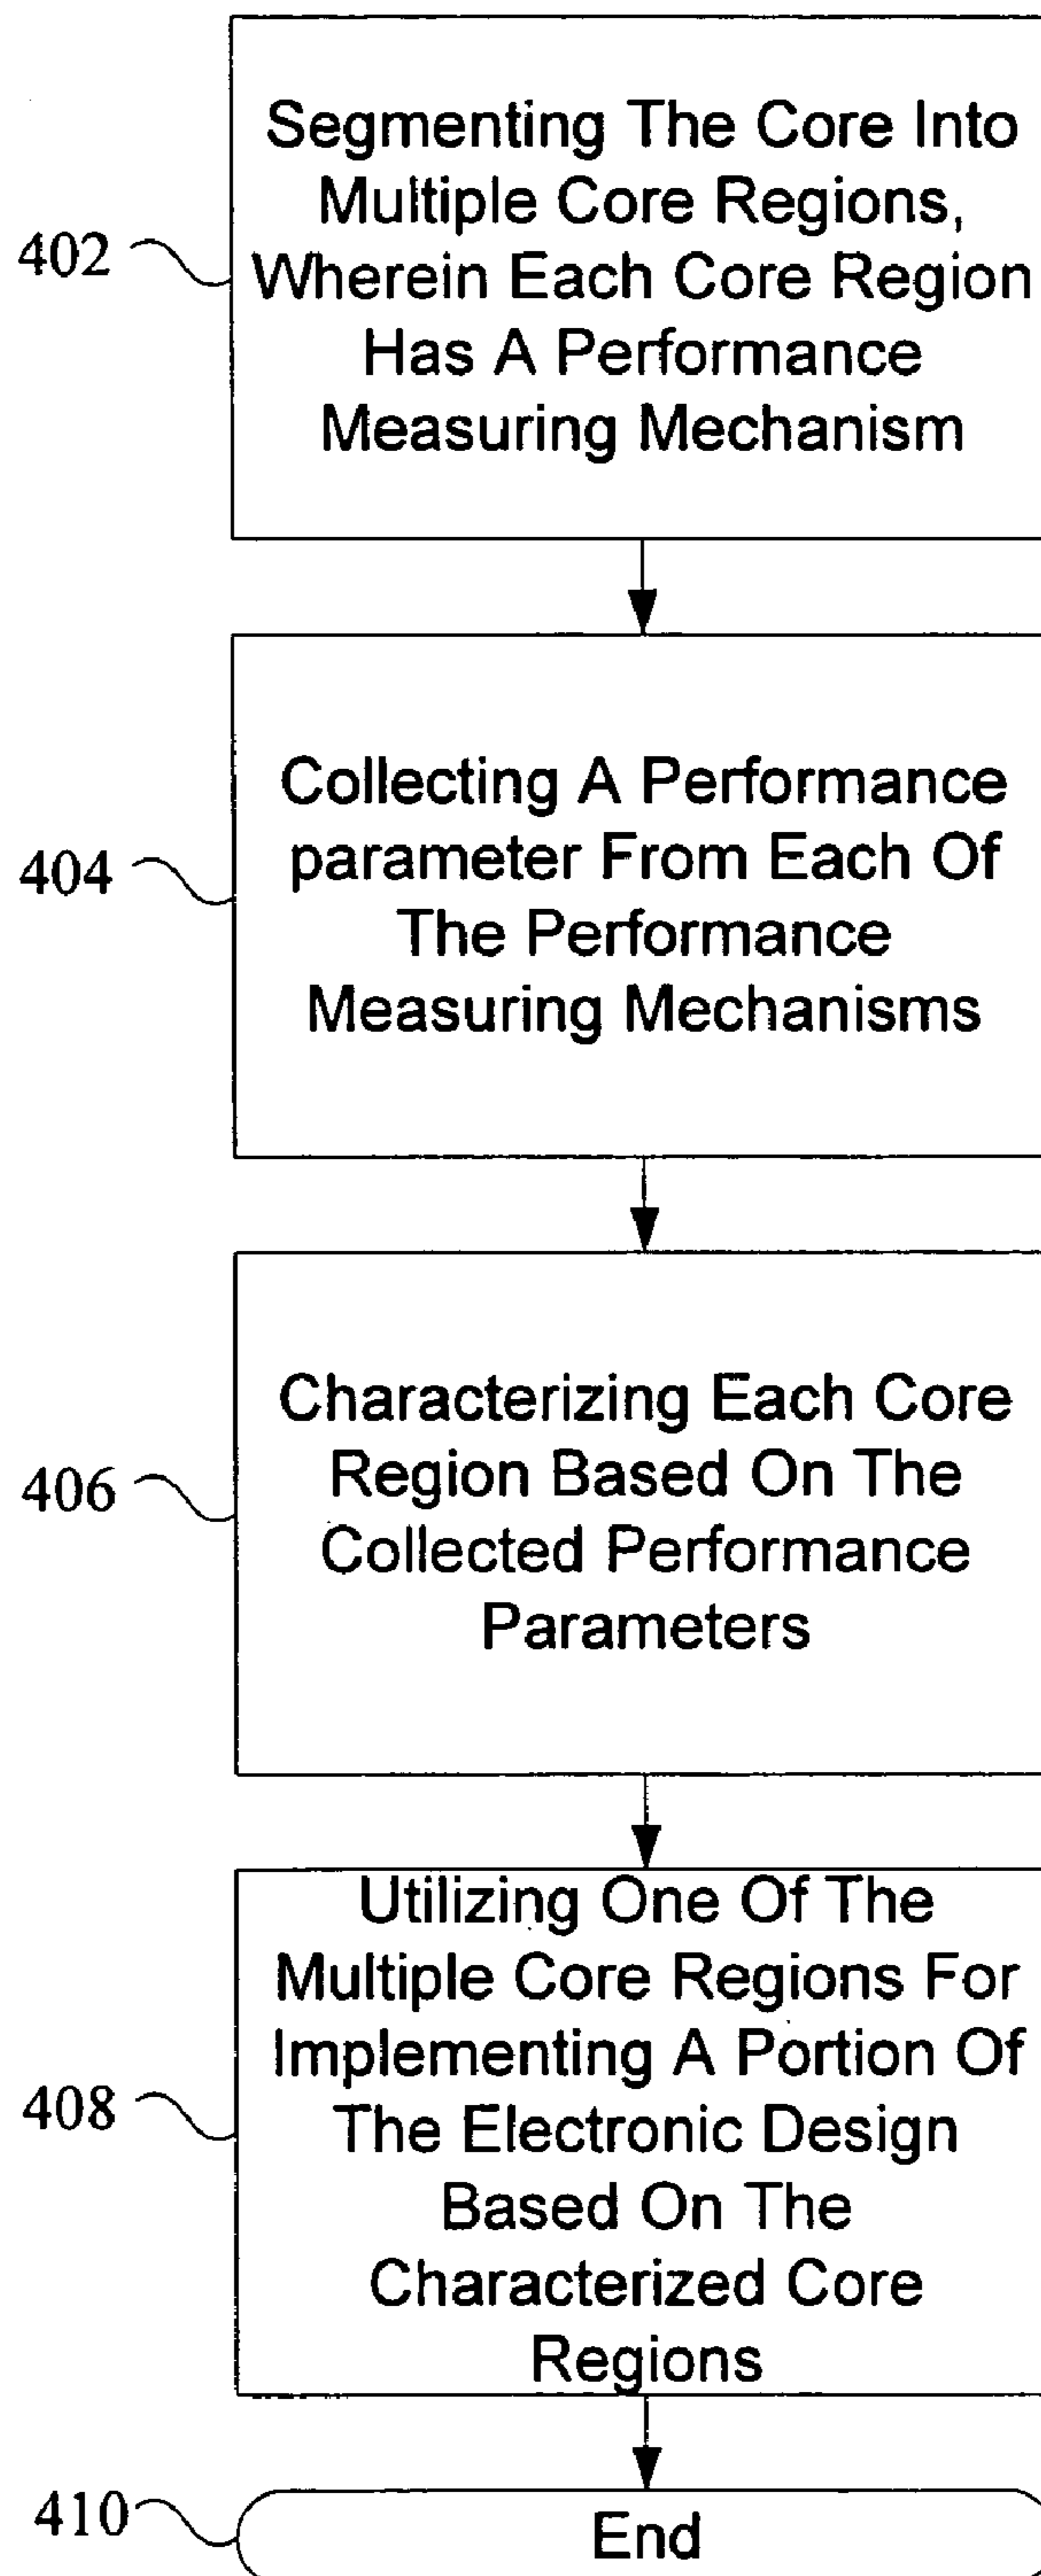 402
Segmenting The Core Into
Multiple Core Regions,
Wherein Each Core Region
Has A Performance
Measuring Mechanism
404
Collecting A Performance
parameter From Each Of
The Performance
Measuring Mechanisms
406
Characterizing Each Core
Region Based On The
Collected Performance
Parameters
408
Utilizing One Of The
Multiple Core Regions For
Implementing A Portion Of
The Electronic Design
Based On The
Characterized Core
Regions
410
End